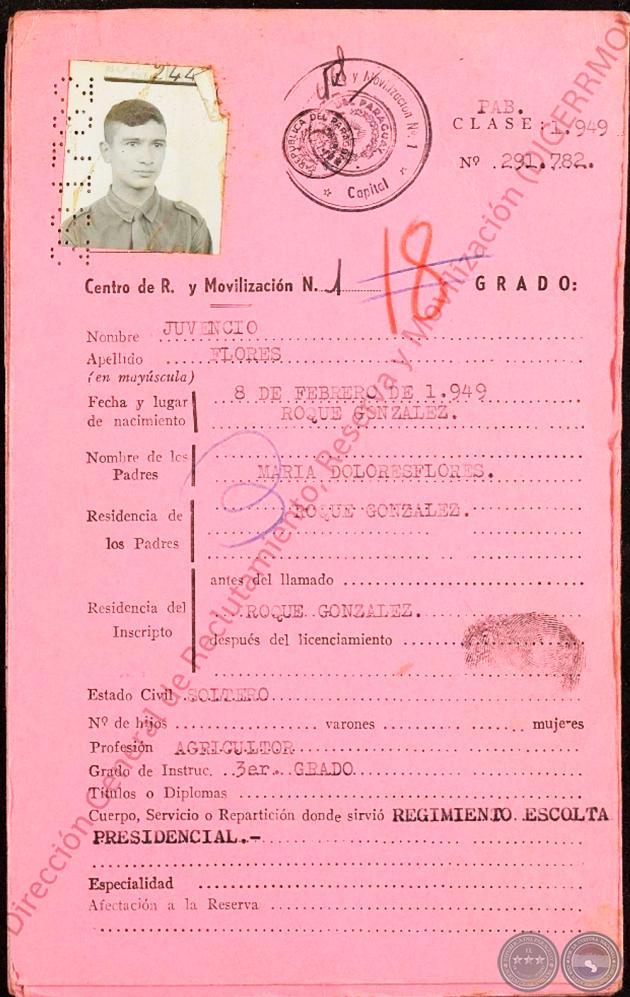 244
R. y Movilización N. 1
REPUBLICA DEL PARAGUAY
Capital
PAB.
CLASE: 1.949
Nº 291.782.
18
Centro de R. y Movilización N. 1 GRADO:
Nombre JUVENCIO
Apellido FLORES
(en mayúscula)
Fecha y lugar de nacimiento 8 DE FEBRERO DE 1.949
ROQUE GONZALEZ.
Nombre de los Padres MARIA DOLORESFLORES.
Residencia de los Padres ROQUE GONZALEZ.
antes del llamado
Residencia del Inscripto ROQUE GONZALEZ.
después del licenciamiento
Estado Civil SOLTERO
Nº de hijos varones mujeres
Profesión AGRICULTOR
Grado de Instruc. 3er. GRADO
Títulos o Diplomas
Cuerpo, Servicio o Repartición donde sirvió REGIMIENTO ESCOLTA
PRESIDENCIAL.-
Especialidad
Afectación a la Reserva
Dirección General de Reclutamiento, Reserva y Movilización (DIGERRMOV